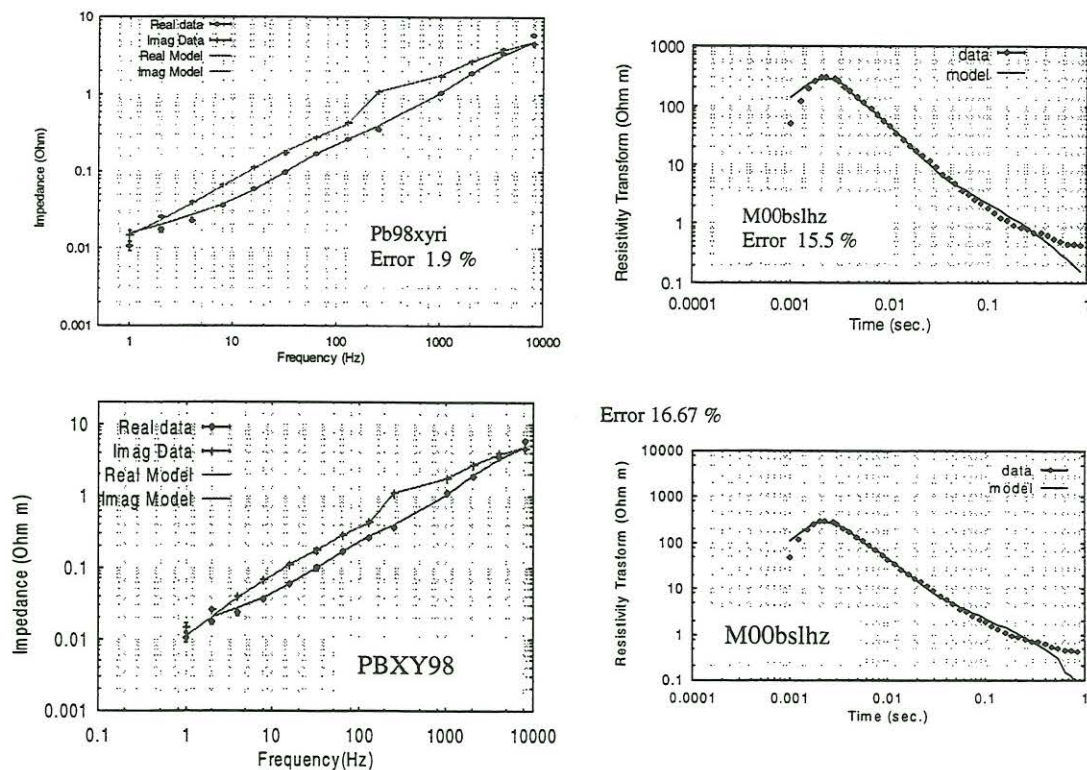 10
1
0.1
0.01
0.001
Impedance (Ohm)
Real data
Imag Data
Real Model
Imag Model
Pb98xyri
Error 1.9 %
1
10
100
1000
10000
Frequency (Hz)
1000
100
10
1
0.1
Resistivity Transform (Ohm m)
data
model
M00bslhz
Error 15.5 %
0.0001
0.001
0.01
0.1
1
Time (sec.)
10
1
0.1
0.01
0.001
Impedance (Ohm m)
Real data
Imag Data
Real Model
Imag Model
PBXY98
0.1
1
10
100
1000
10000
Frequency(Hz)
Error 16.67 %
10000
1000
100
10
1
0.1
Resistivity Trasform (Ohm m)
data
model
M00bslhz
0.0001
0.001
0.01
0.1
1
Time (sec.)